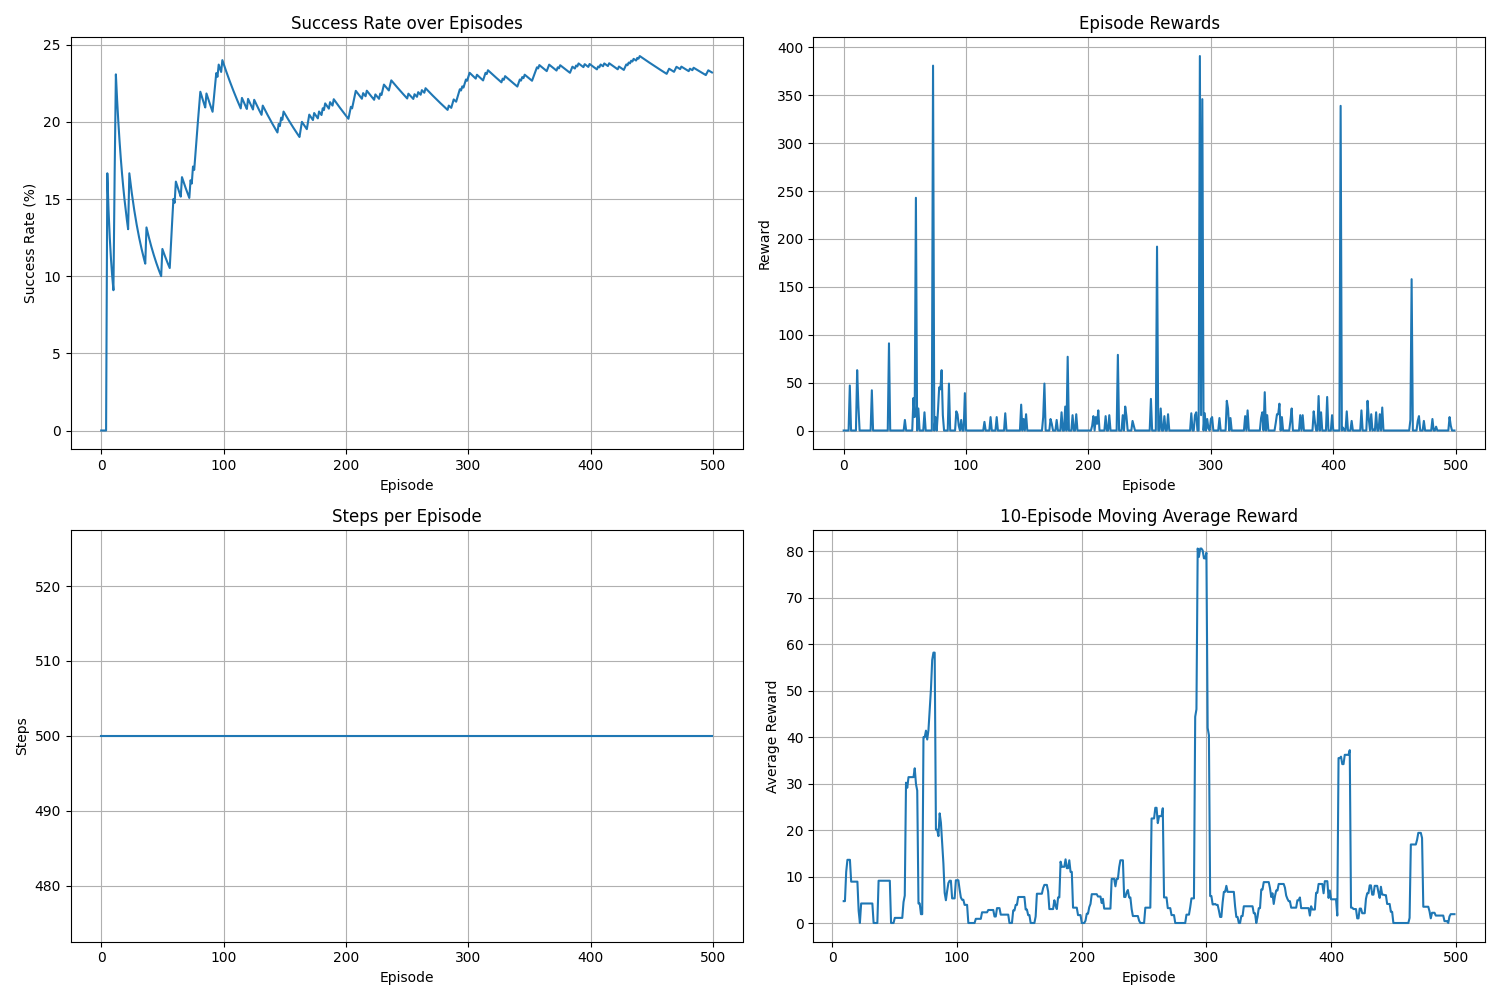 Success Rate over Episodes
Success Rate (%)
25
20
15
10
5
0
0 100 200 300 400 500
Episode
Episode Rewards
Reward
400
350
300
250
200
150
100
50
0
0 100 200 300 400 500
Episode
Steps per Episode
Steps
520
510
500
490
480
0 100 200 300 400 500
Episode
10-Episode Moving Average Reward
Average Reward
80
70
60
50
40
30
20
10
0
0 100 200 300 400 500
Episode